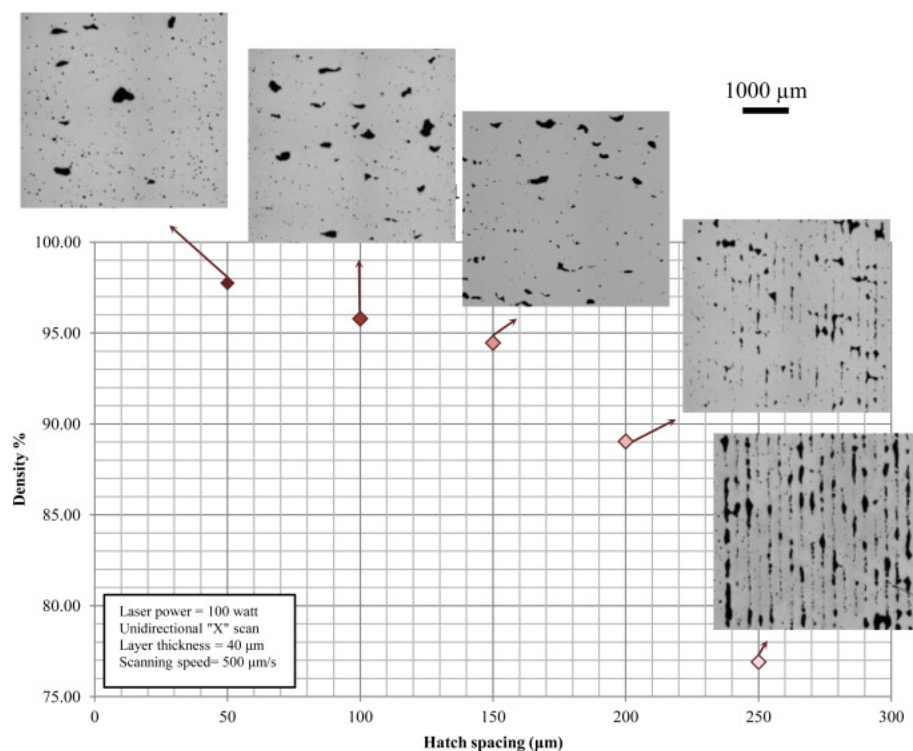 1000 µm
100.00
95.00
90.00
85.00
80.00
75.00
Density %
Laser power = 100 watt
Unidirectional "X" scan
Layer thickness = 40 µm
Scanning speed= 500 µm/s
0 50 100 150 200 250 300
Hatch spacing (µm)